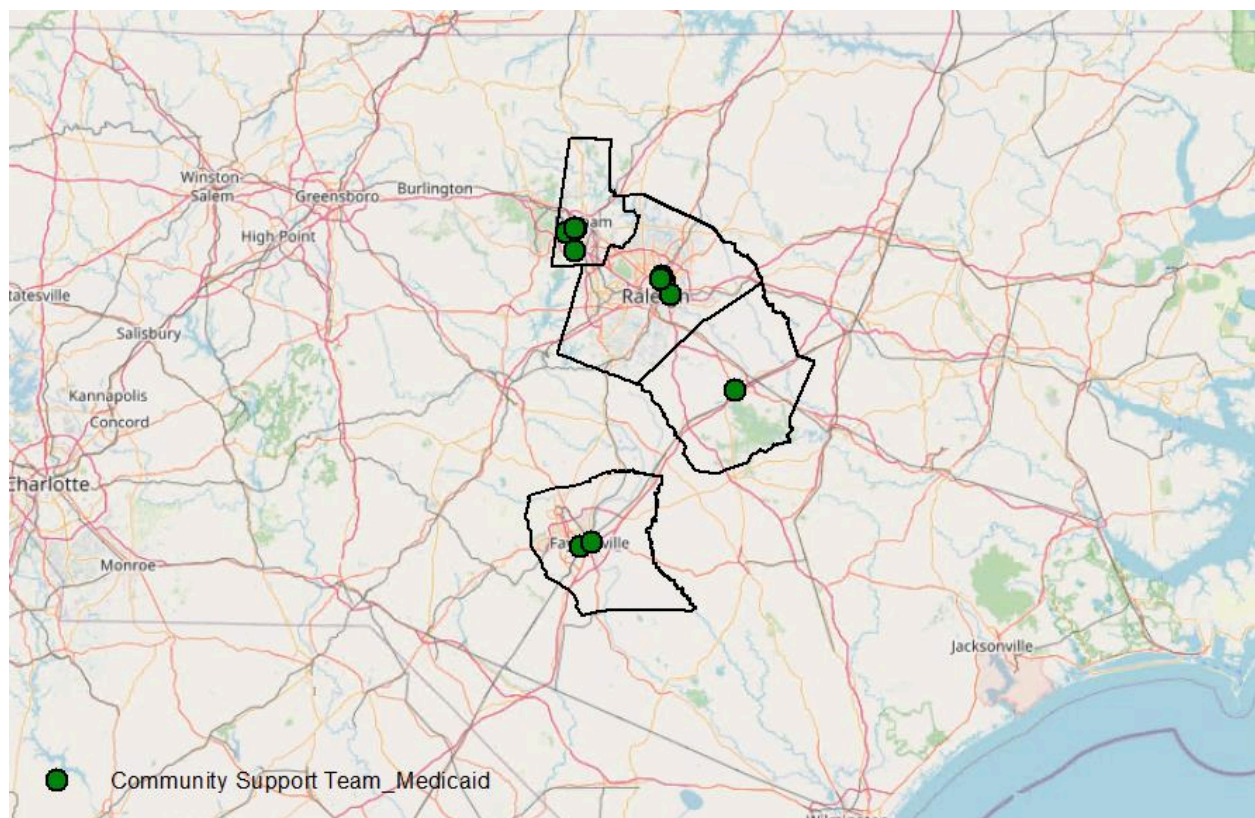 Winston-
Salem
Greensboro
Burlington
High Point
tatesville
Salisbury
Kannapolis
Concord
Charlotte
Monroe
Jacksonville
Community Support Team_Medicaid